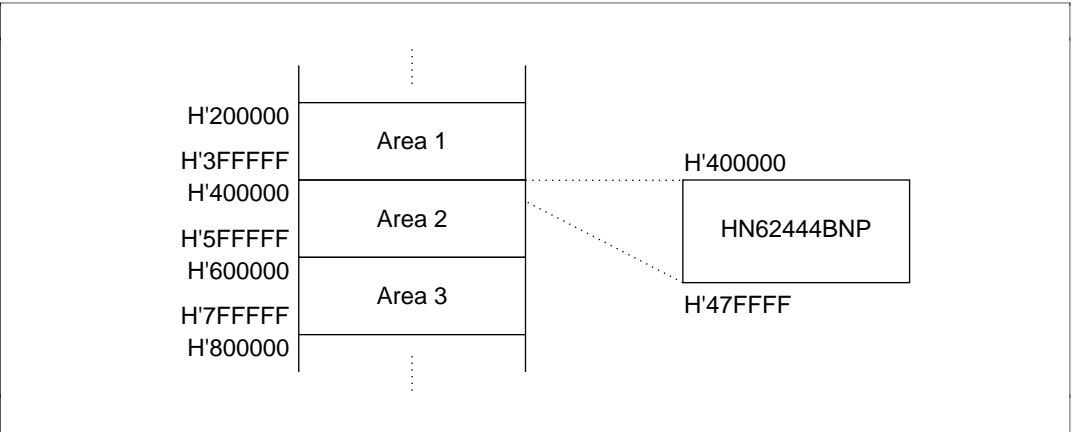 H'200000
Area 1
H'3FFFFF
H'400000
Area 2
H'5FFFFF
H'600000
Area 3
H'7FFFFF
H'800000
H'400000
HN62444BNP
H'47FFFF